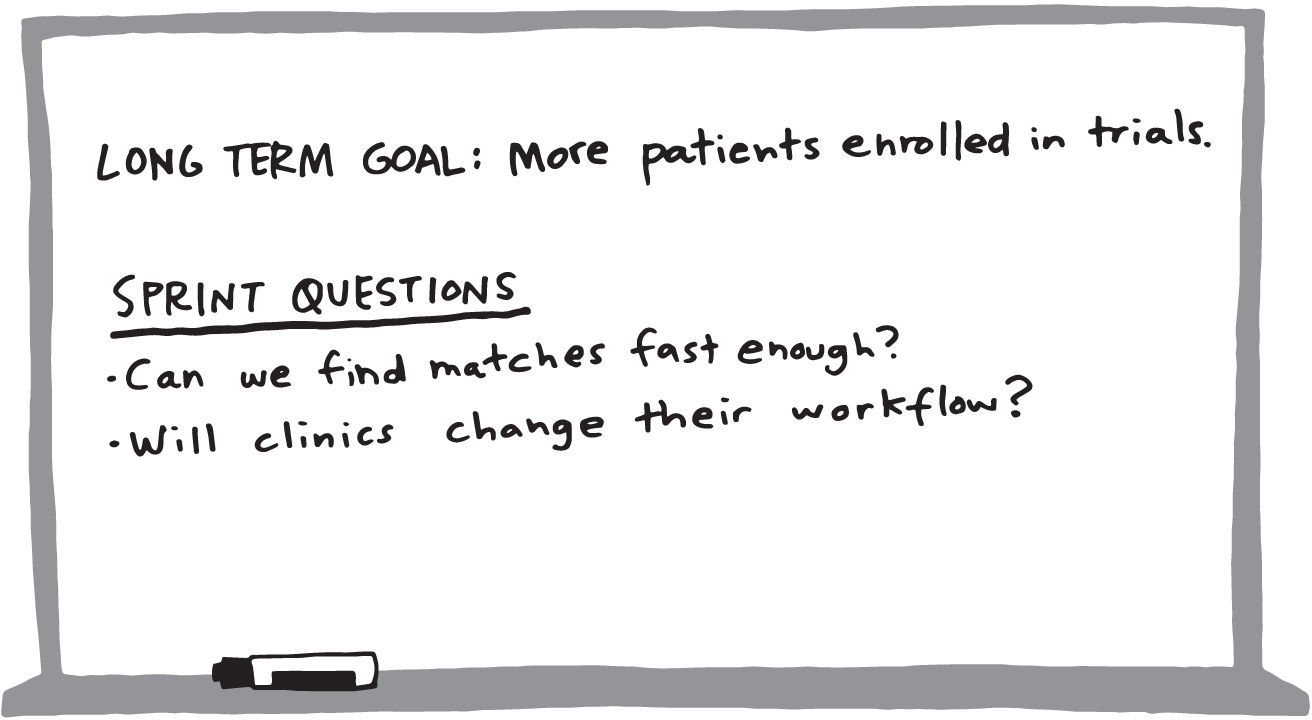 LONG TERM GOAL: More patients enrolled in trials.
SPRINT QUESTIONS
· Can we find matches fast enough?
· Will clinics change their workflow?